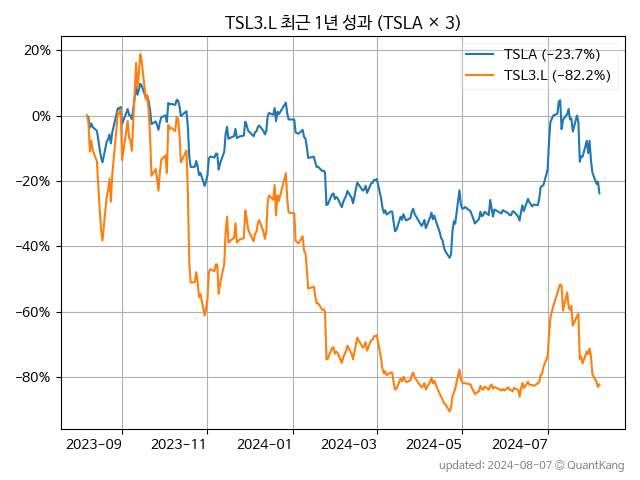 TSL3.L 최근 1년 성과 (TSLA × 3)
TSLA (−23.7%)
TSL3.L (−82.2%)
20%
0%
−20%
−40%
−60%
−80%
2023-09 2023-11 2024-01 2024-03 2024-05 2024-07
updated: 2024-08-07 © QuantKang